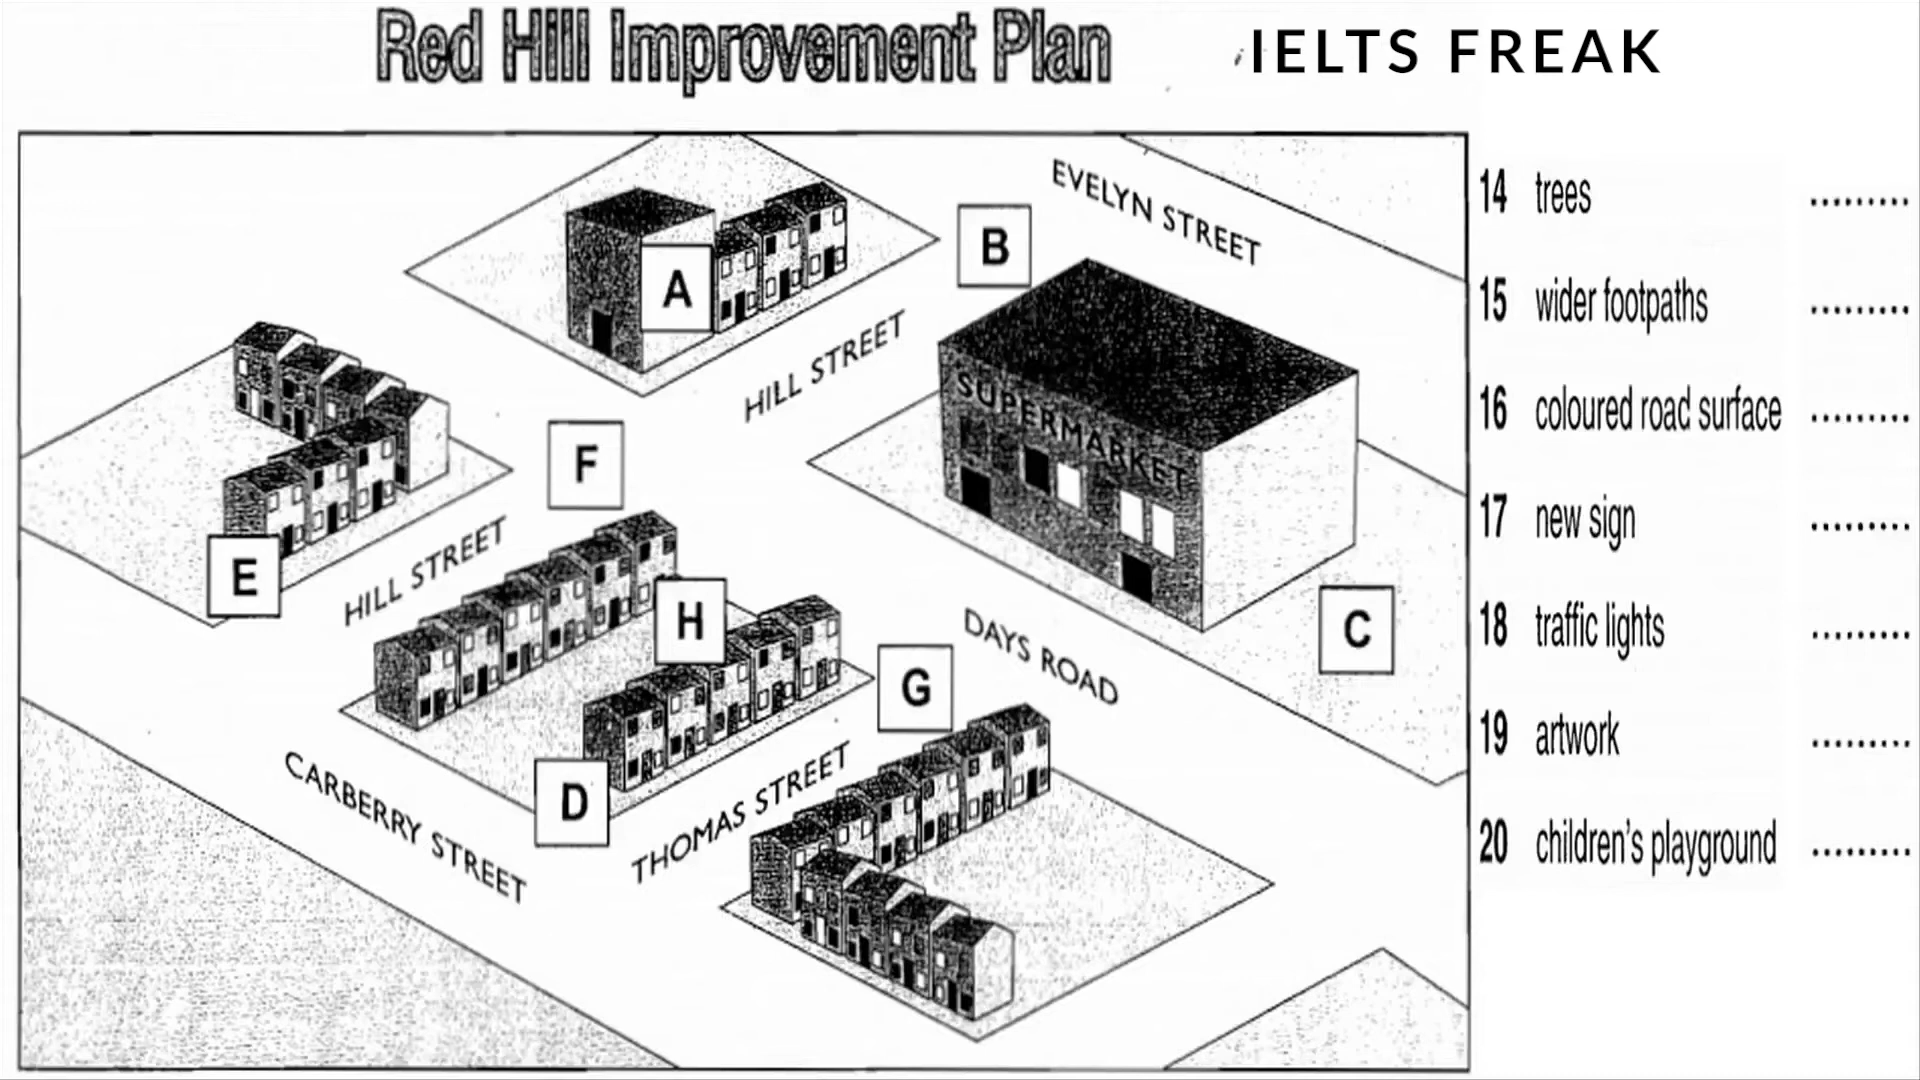 Red Hill Improvement Plan
IELTS FREAK
EVELYN STREET
B
A
HILL STREET
SUPERMARKET
F
E
HILL STREET
H
C
DAYS ROAD
G
D
THOMAS STREET
CARBERRY STREET
14 trees .........
15 wider footpaths .........
16 coloured road surface .........
17 new sign .........
18 traffic lights .........
19 artwork .........
20 children's playground .........